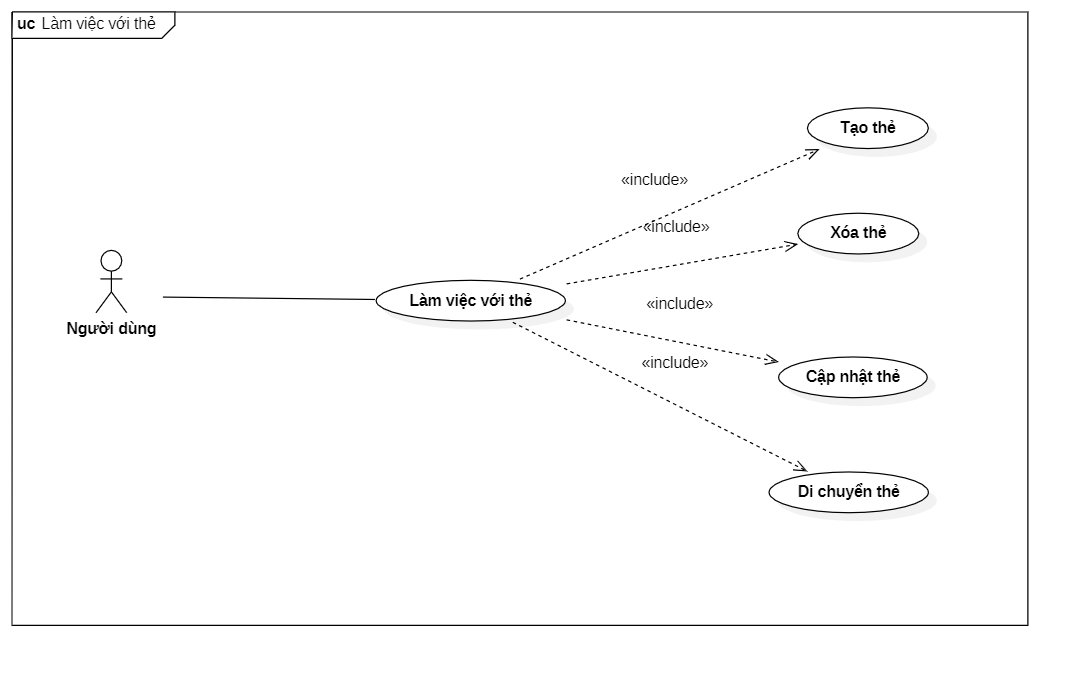 uc Làm việc với thẻ
Tạo thẻ
«include»
«include»
Xóa thẻ
Làm việc với thẻ
«include»
Người dùng
«include»
Cập nhật thẻ
Di chuyển thẻ